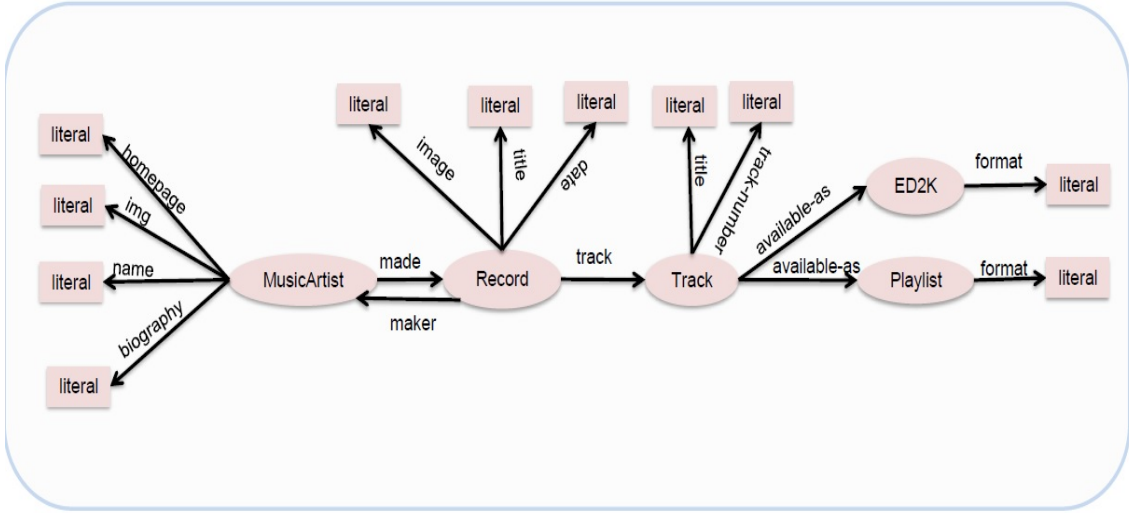 literal
homepage
literal
img
literal
name
literal
biography
MusicArtist
made
maker
literal
image
literal
title
literal
date
Record
track
literal
title
literal
track-number
Track
available-as
ED2K
format
literal
available-as
Playlist
format
literal